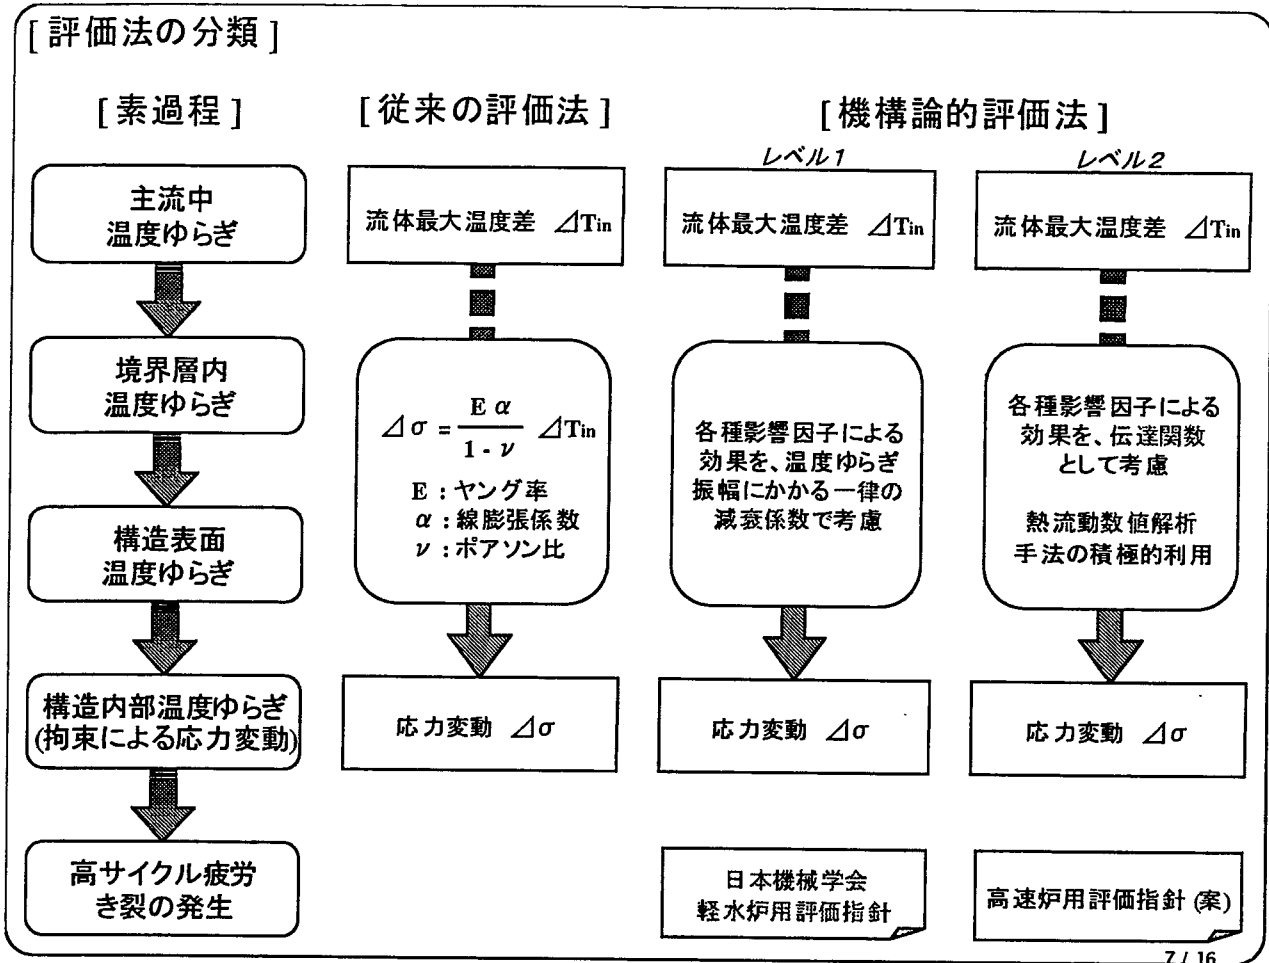 [評価法の分類]
[素過程]
主流中
温度ゆらぎ
境界層内
温度ゆらぎ
構造表面
温度ゆらぎ
構造内部温度ゆらぎ
(拘束による応力変動)
高サイクル疲労
き裂の発生
[従来の評価法]
流体最大温度差 ⊿Tin
⊿σ = E α / 1 - ν ⊿Tin
E : ヤング率
α : 線膨張係数
ν : ポアソン比
応力変動 ⊿σ
[機構論的評価法]
レベル1
流体最大温度差 ⊿Tin
各種影響因子による
効果を、温度ゆらぎ
振幅にかかる一律の
減衰係数で考慮
応力変動 ⊿σ
日本機械学会
軽水炉用評価指針
レベル2
流体最大温度差 ⊿Tin
各種影響因子による
効果を、伝達関数
として考慮
熱流動数値解析
手法の積極的利用
応力変動 ⊿σ
高速炉用評価指針(案)
7 / 16